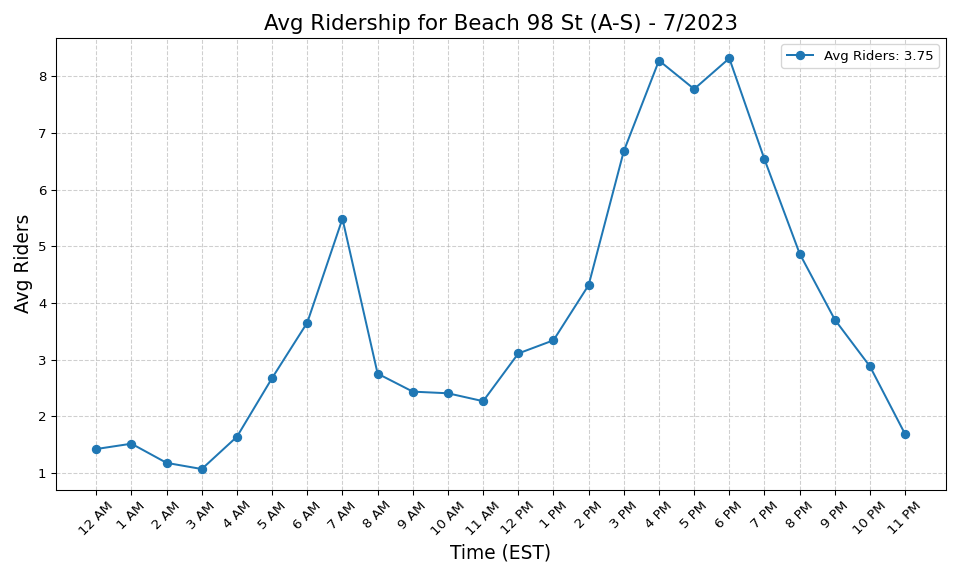 Avg Ridership for Beach 98 St (A-S) - 7/2023
Avg Riders: 3.75
Avg Riders
8
7
6
5
4
3
2
1
12 AM
1 AM
2 AM
3 AM
4 AM
5 AM
6 AM
7 AM
8 AM
9 AM
10 AM
11 AM
12 PM
1 PM
2 PM
3 PM
4 PM
5 PM
6 PM
7 PM
8 PM
9 PM
10 PM
11 PM
Time (EST)